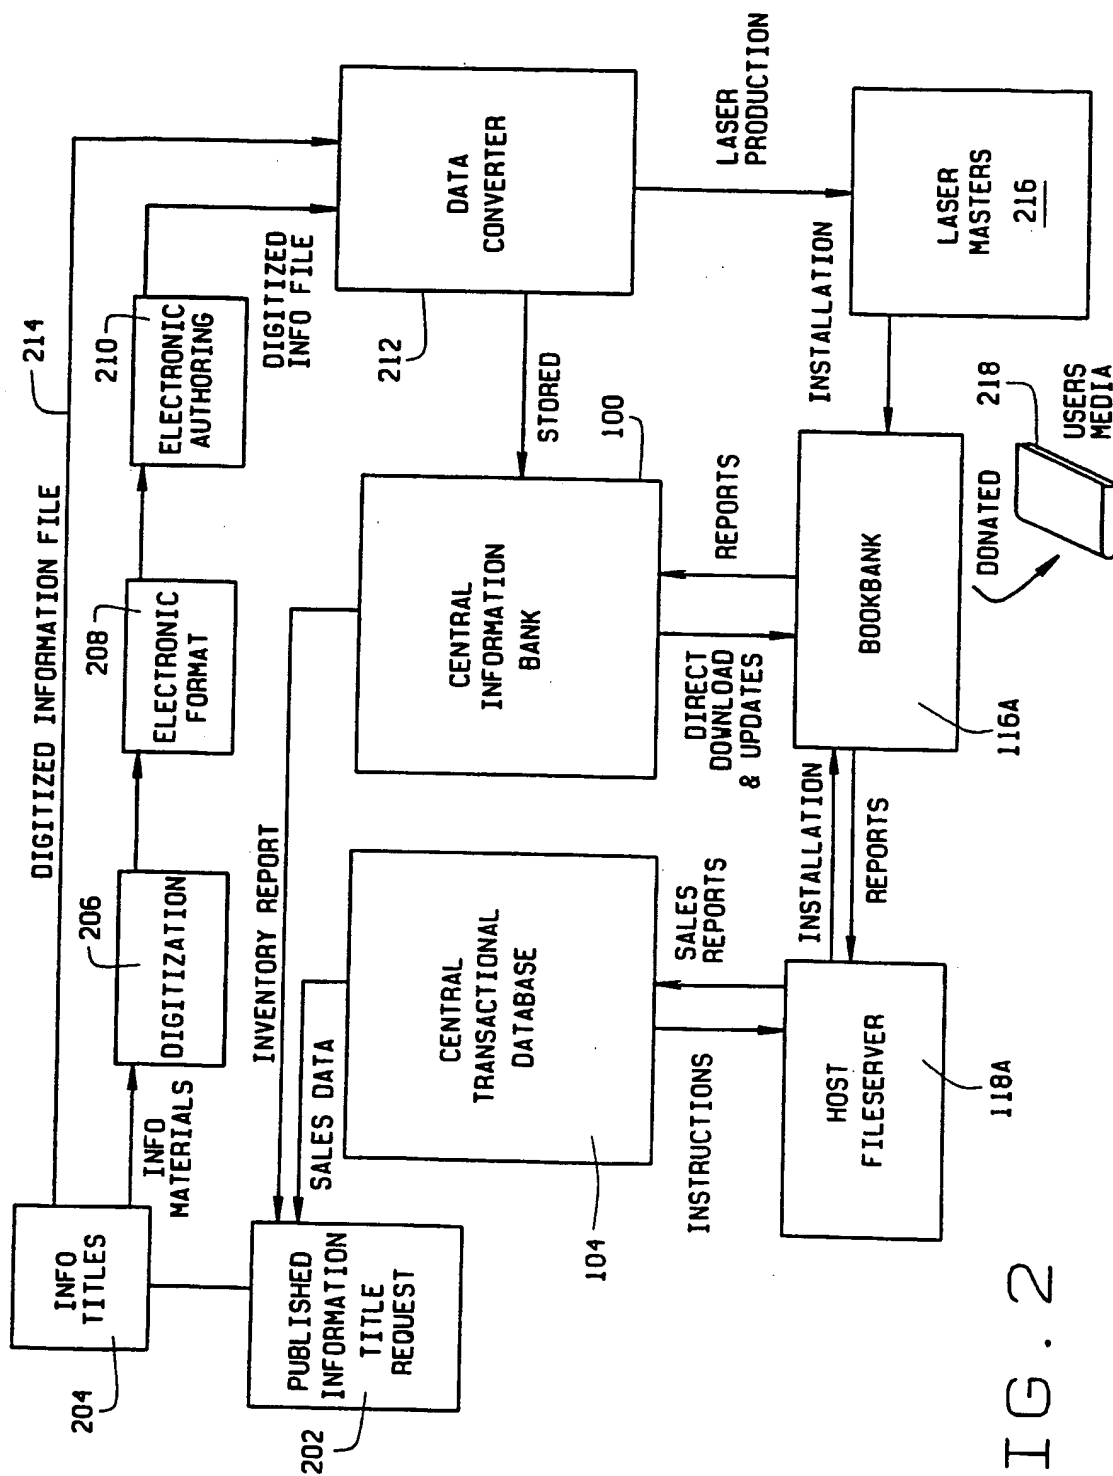 214
DIGITIZED INFORMATION FILE
204
INFO
TITLES
INFO
MATERIALS
206
DIGITIZATION
208
ELECTRONIC
FORMAT
210
ELECTRONIC
AUTHORING
DIGITIZED
INFO FILE
202
PUBLISHED
INFORMATION
TITLE
REQUEST
SALES DATA
INVENTORY REPORT
104
CENTRAL
TRANSACTIONAL
DATABASE
CENTRAL
INFORMATION
BANK
100
STORED
212
DATA
CONVERTER
LASER
PRODUCTION
INSTRUCTIONS
SALES
REPORTS
DIRECT
DOWNLOAD
& UPDATES
REPORTS
INSTALLATION
HOST
FILESERVER
118A
INSTALLATION
REPORTS
BOOKBANK
116A
LASER
MASTERS
216
DONATED
218
USERS
MEDIA
IG. 2